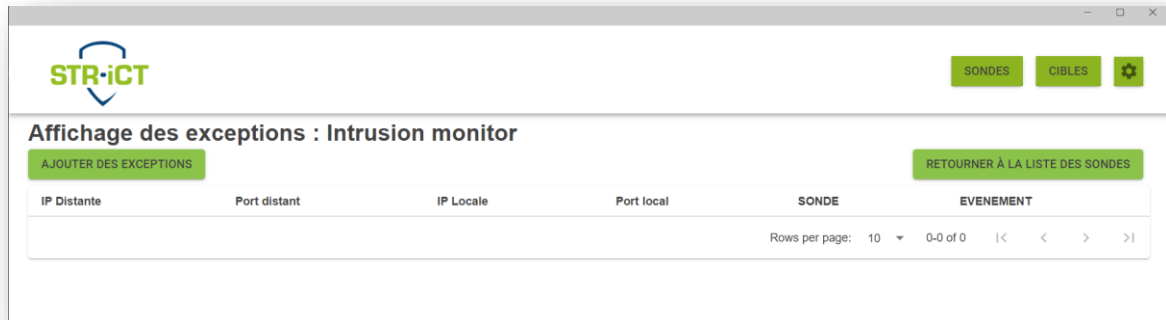 STR·iCT
SONDES CIBLES
Affichage des exceptions : Intrusion monitor
AJOUTER DES EXCEPTIONS RETOURNER À LA LISTE DES SONDES
IP Distante Port distant IP Locale Port local SONDE EVENEMENT
Rows per page: 10 0-0 of 0